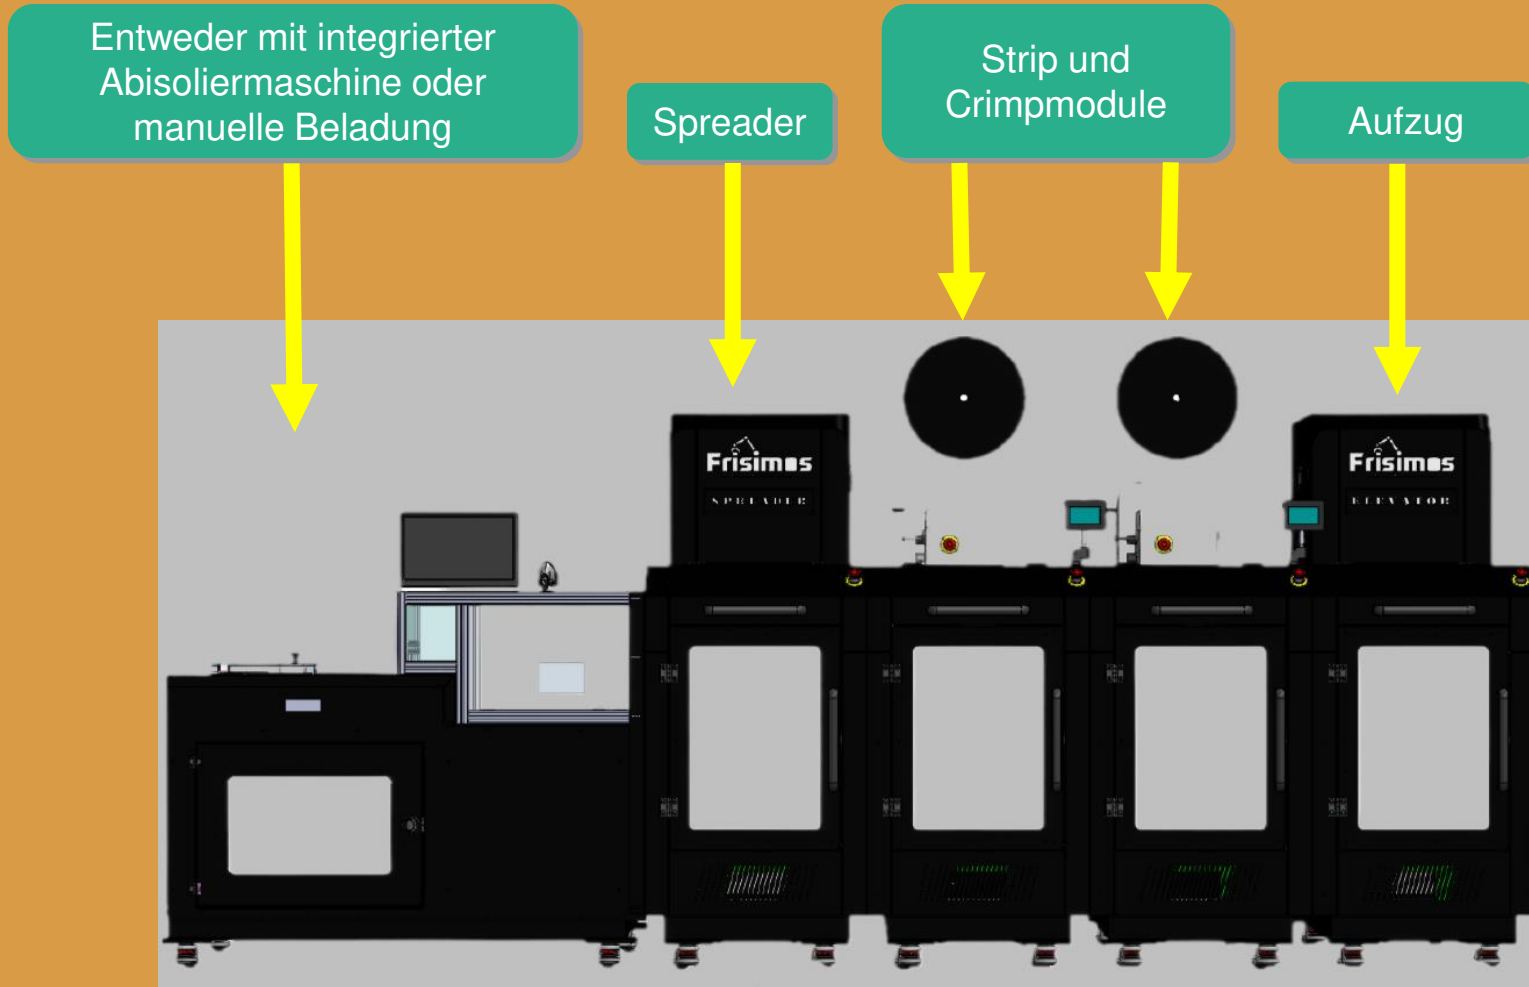 Entweder mit integrierter
Abisoliermaschine oder
manuelle Beladung
Spreader
Strip und
Crimpmodule
Aufzug
Frisimos
SPREADER
Frisimos
ELEVATOR